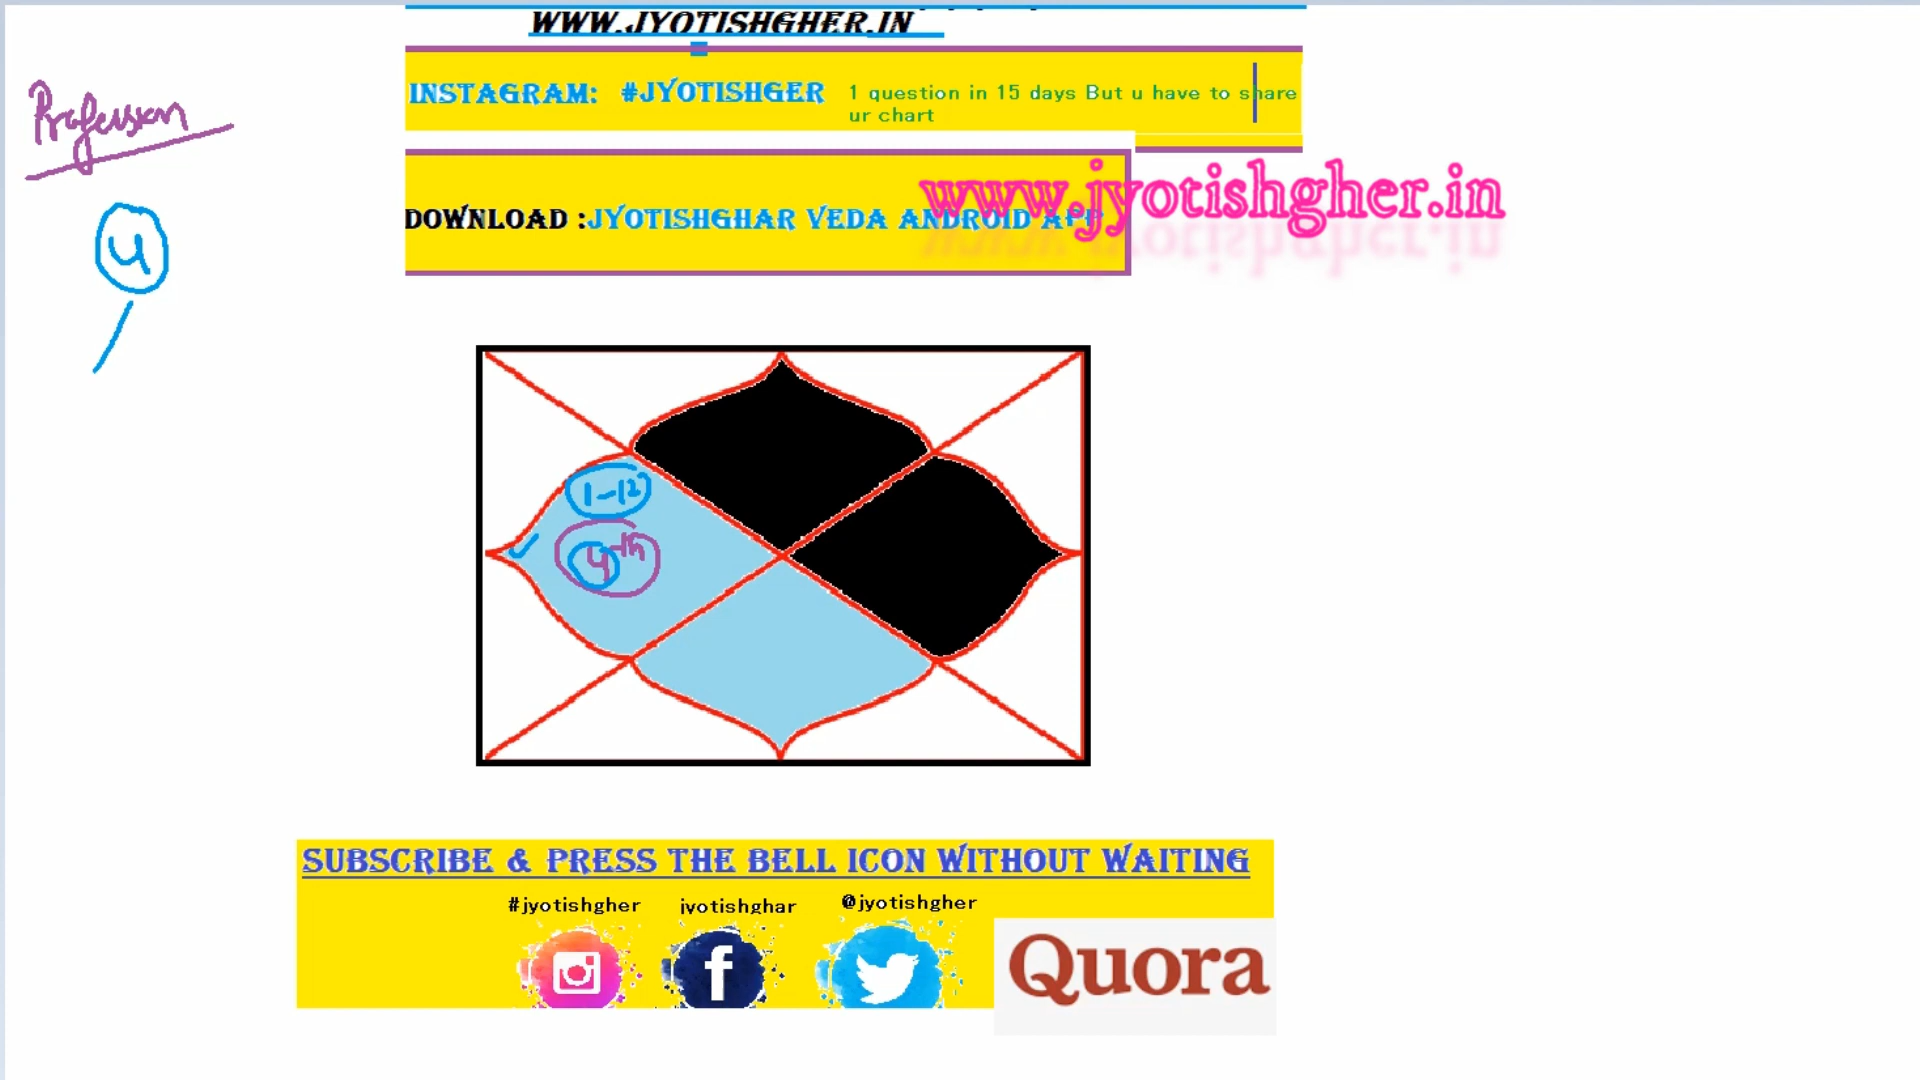 WWW.JYOTISHGHER.IN
INSTAGRAM: #JYOTISHGER
1 question in 15 days But u have to share
ur chart
Profession
DOWNLOAD :JYOTISHGHAR VEDA ANDROID APP
www.jyotishgher.in
4
1-12
4th
SUBSCRIBE & PRESS THE BELL ICON WITHOUT WAITING
#jyotishgher jyotishghar @jyotishgher
Quora